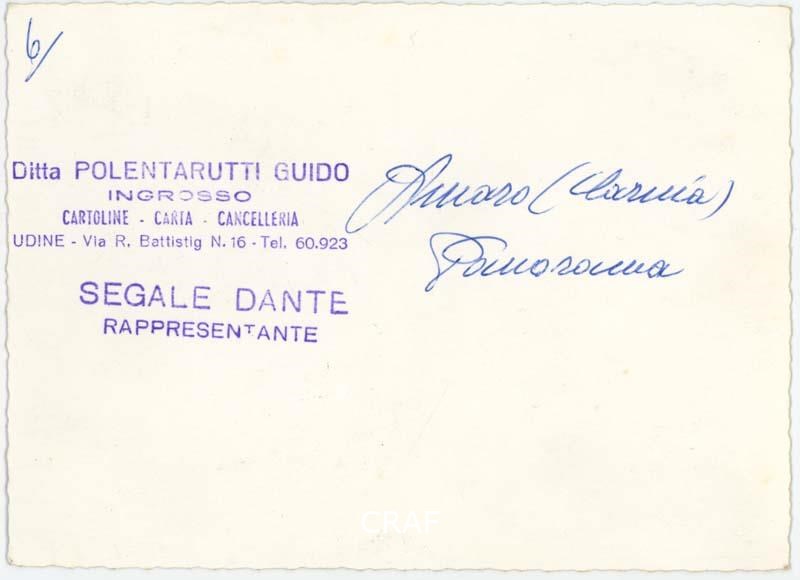 6/
Ditta POLENTARUTTI GUIDO
INGROSSO
CARTOLINE - CARTA - CANCELLERIA
UDINE - Via R. Battistig N. 16 - Tel. 60.923
SEGALE DANTE
RAPPRESENTANTE
Amaro (Carnia)
Panorama
CRAF